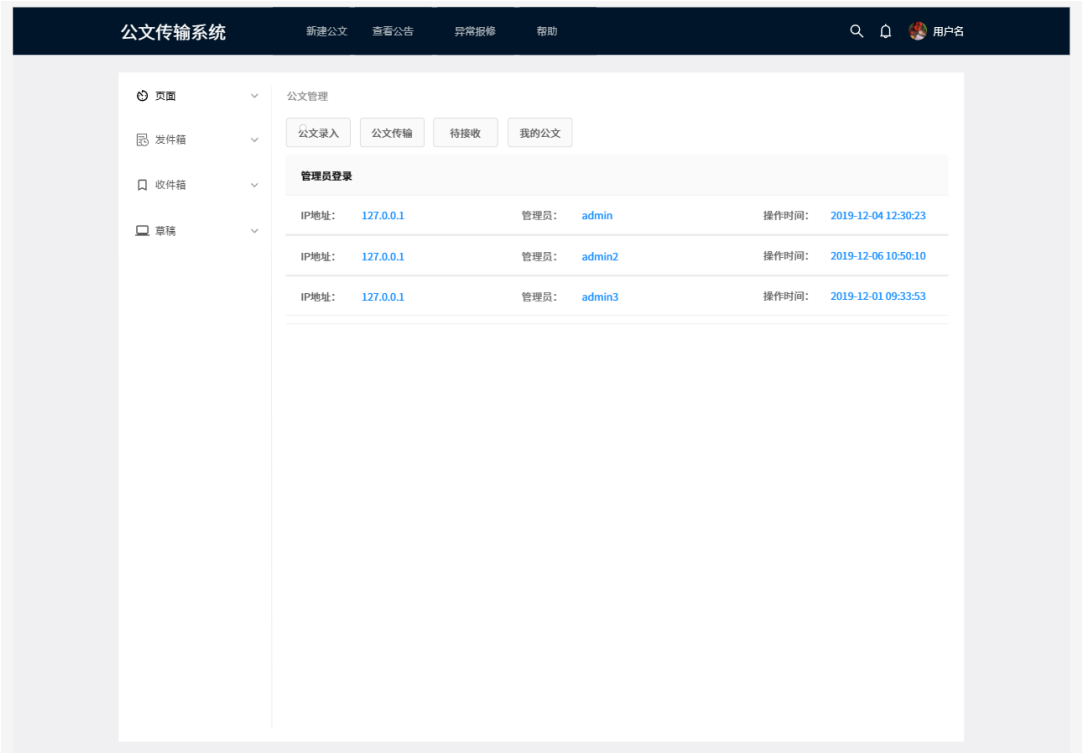 公文传输系统 新建公文 查看公告 异常报修 帮助 用户名
页面
发件箱
收件箱
草稿
公文管理
公文录入 公文传输 待接收 我的公文
管理员登录
IP地址: 127.0.0.1 管理员: admin 操作时间: 2019-12-04 12:30:23
IP地址: 127.0.0.1 管理员: admin2 操作时间: 2019-12-06 10:50:10
IP地址: 127.0.0.1 管理员: admin3 操作时间: 2019-12-01 09:33:53